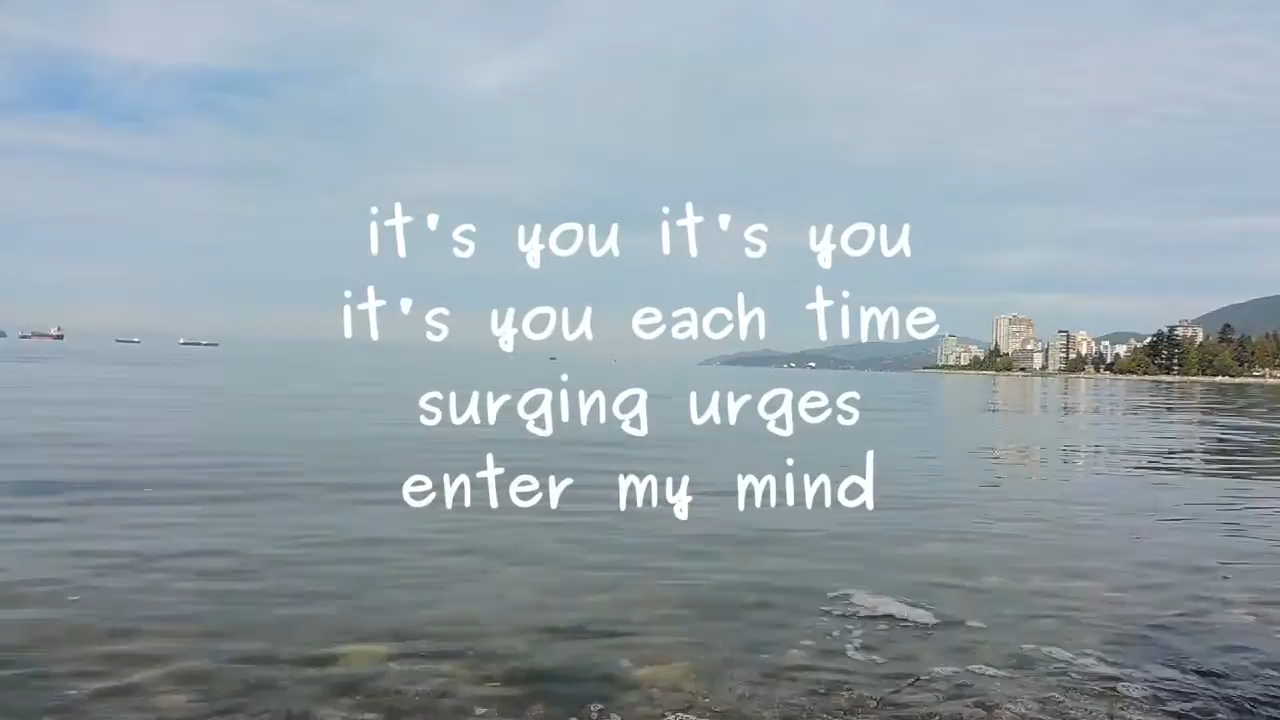 it's you it's you
it's you each time
surging urges
enter my mind